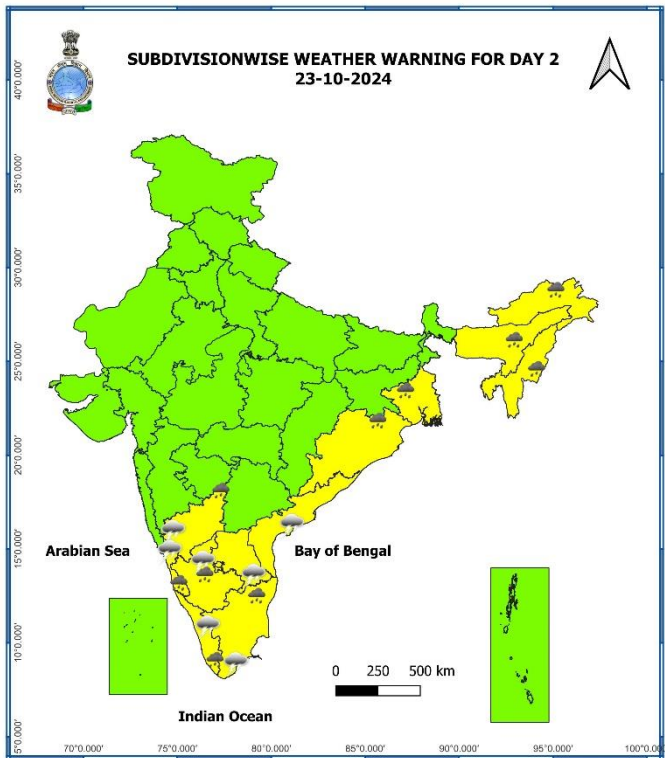 SUBDIVISIONWISE WEATHER WARNING FOR DAY 2
23-10-2024
40°0.000'
35°0.000'
30°0.000'
25°0.000'
20°0.000'
15°0.000'
10°0.000'
5°0.000'
Arabian Sea
Bay of Bengal
0 250 500 km
Indian Ocean
70°0.000' 75°0.000' 80°0.000' 85°0.000' 90°0.000' 95°0.000' 100°0.000'